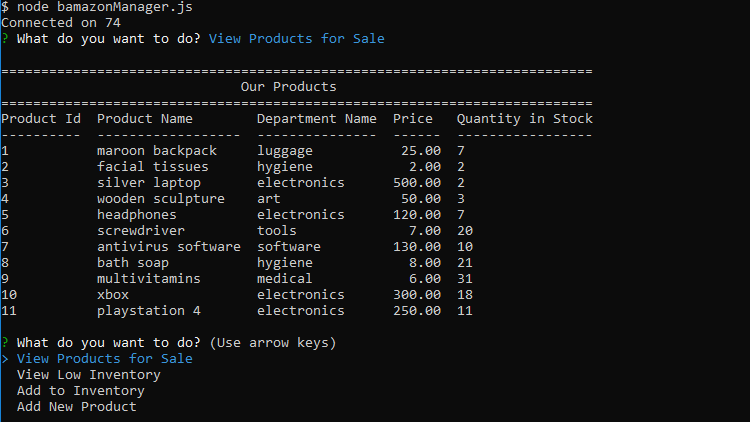 $ node bamazonManager.js
Connected on 74
? What do you want to do? View Products for Sale
===========================================================================
Our Products
===========================================================================
Product Id  Product Name        Department Name  Price   Quantity in Stock
----------  ------------------  ---------------  ------  -----------------
1           maroon backpack     luggage           25.00  7
2           facial tissues      hygiene            2.00  2
3           silver laptop       electronics      500.00  2
4           wooden sculpture    art               50.00  3
5           headphones          electronics      120.00  7
6           screwdriver         tools              7.00  20
7           antivirus software  software         130.00  10
8           bath soap           hygiene            8.00  21
9           multivitamins       medical            6.00  31
10          xbox                electronics      300.00  18
11          playstation 4       electronics      250.00  11
? What do you want to do? (Use arrow keys)
> View Products for Sale
View Low Inventory
Add to Inventory
Add New Product